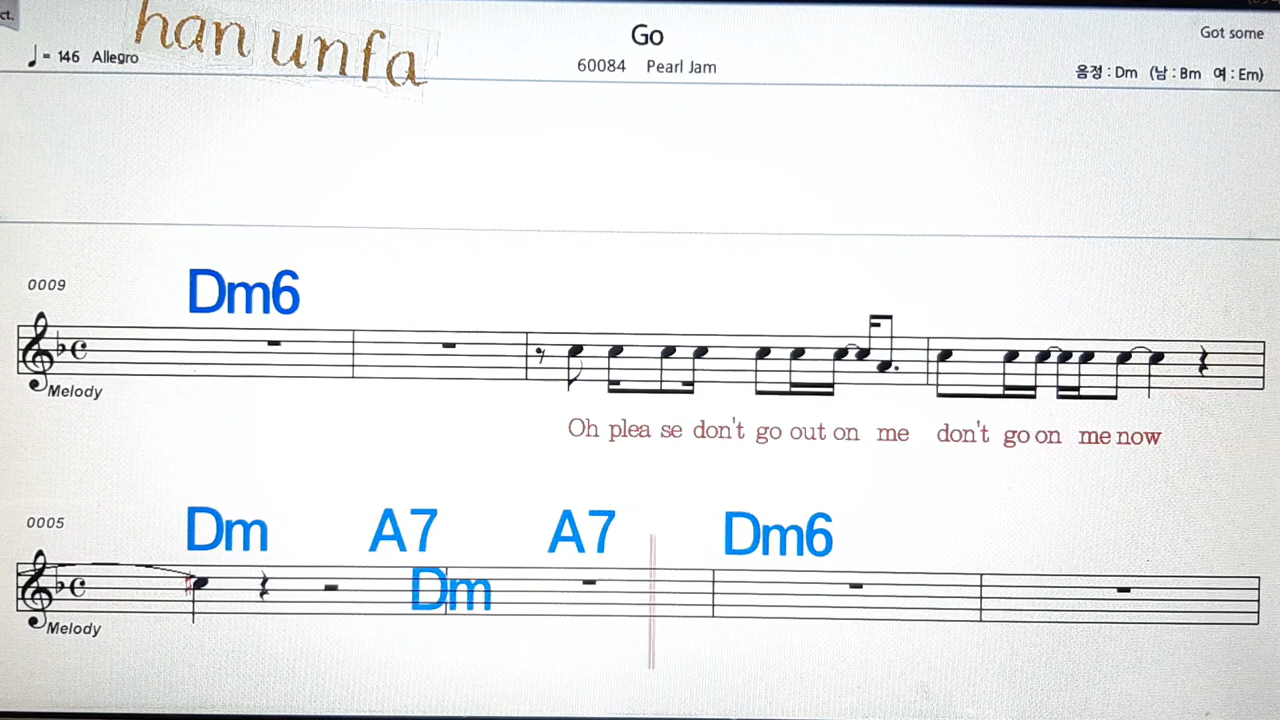 ct.
han unfa
Go
Got some
♩= 146 Allegro
60084 Pearl Jam
음정 : Dm (남 : Bm 여 : Em)
0009
Dm6
Melody
Oh plea se don't go out on me don't go on me now
0005
Dm A7 A7 Dm6
Dm
Melody